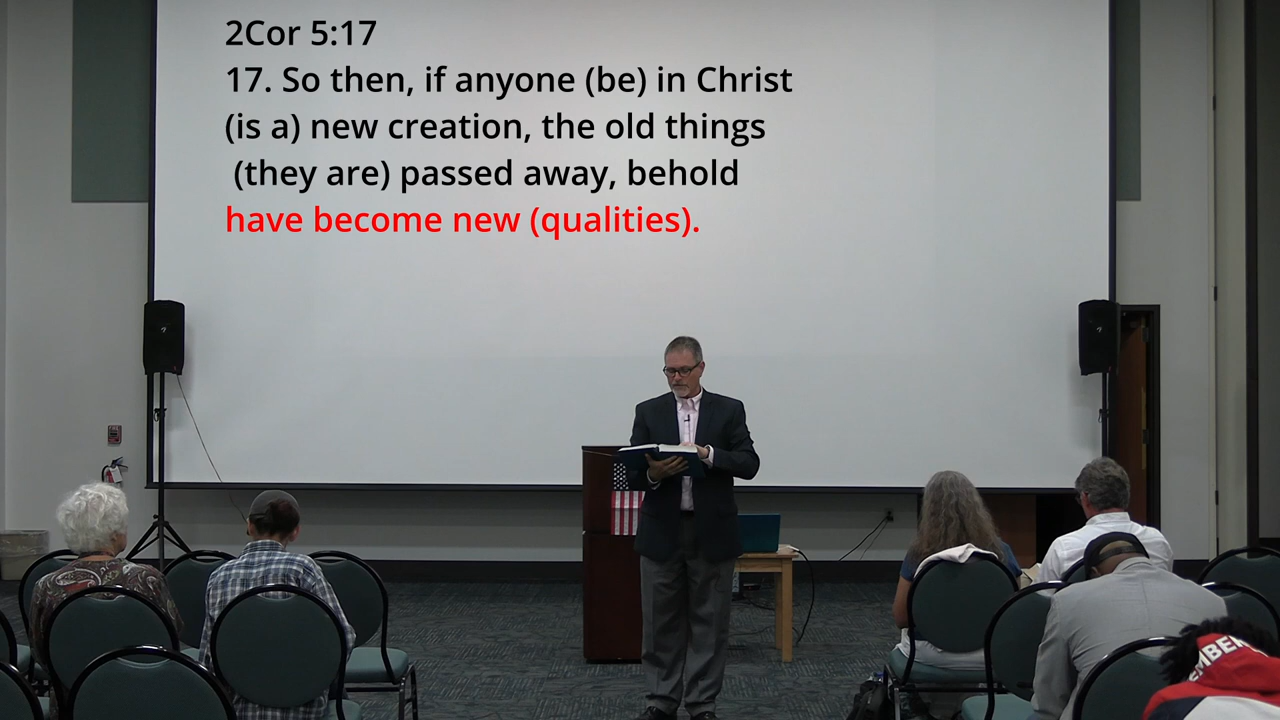 2Cor 5:17
17. So then, if anyone (be) in Christ
(is a) new creation, the old things
(they are) passed away, behold
have become new (qualities).
EMBER